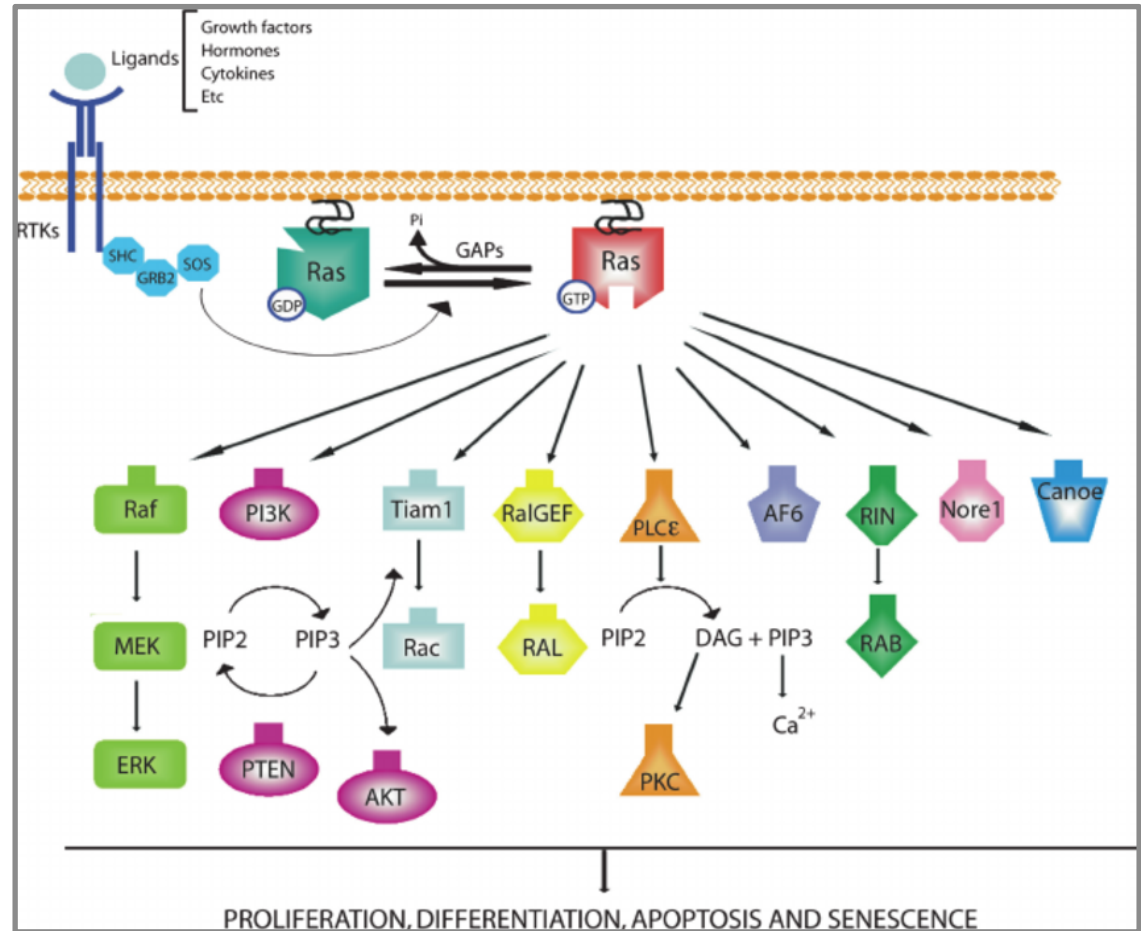 Growth factors
Ligands
Hormones
Cytokines
Etc
RTKs
SHC
GRB2
SOS
Ras
GDP
Pi
GAPs
Ras
GTP
Raf
PI3K
Tiam1
RalGEF
PLCε
AF6
RIN
Nore1
Canoe
MEK
PIP2
PIP3
Rac
RAL
PIP2
DAG + PIP3
RAB
Ca2+
ERK
PTEN
AKT
PKC
PROLIFERATION, DIFFERENTIATION, APOPTOSIS AND SENESCENCE